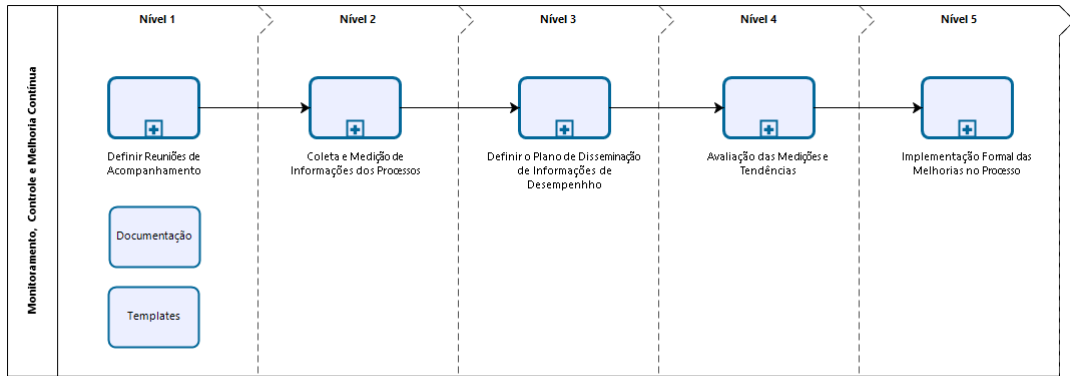 Monitoramento, Controle e Melhoria Contínua
Nível 1
Nível 2
Nível 3
Nível 4
Nível 5
Definir Reuniões de
Acompanhamento
Coleta e Medição de
Informações dos Processos
Definir o Plano de Disseminação
de Informações de
Desempenhho
Avaliação das Medições e
Tendências
Implementação Formal das
Melhorias no Processo
Documentação
Templates